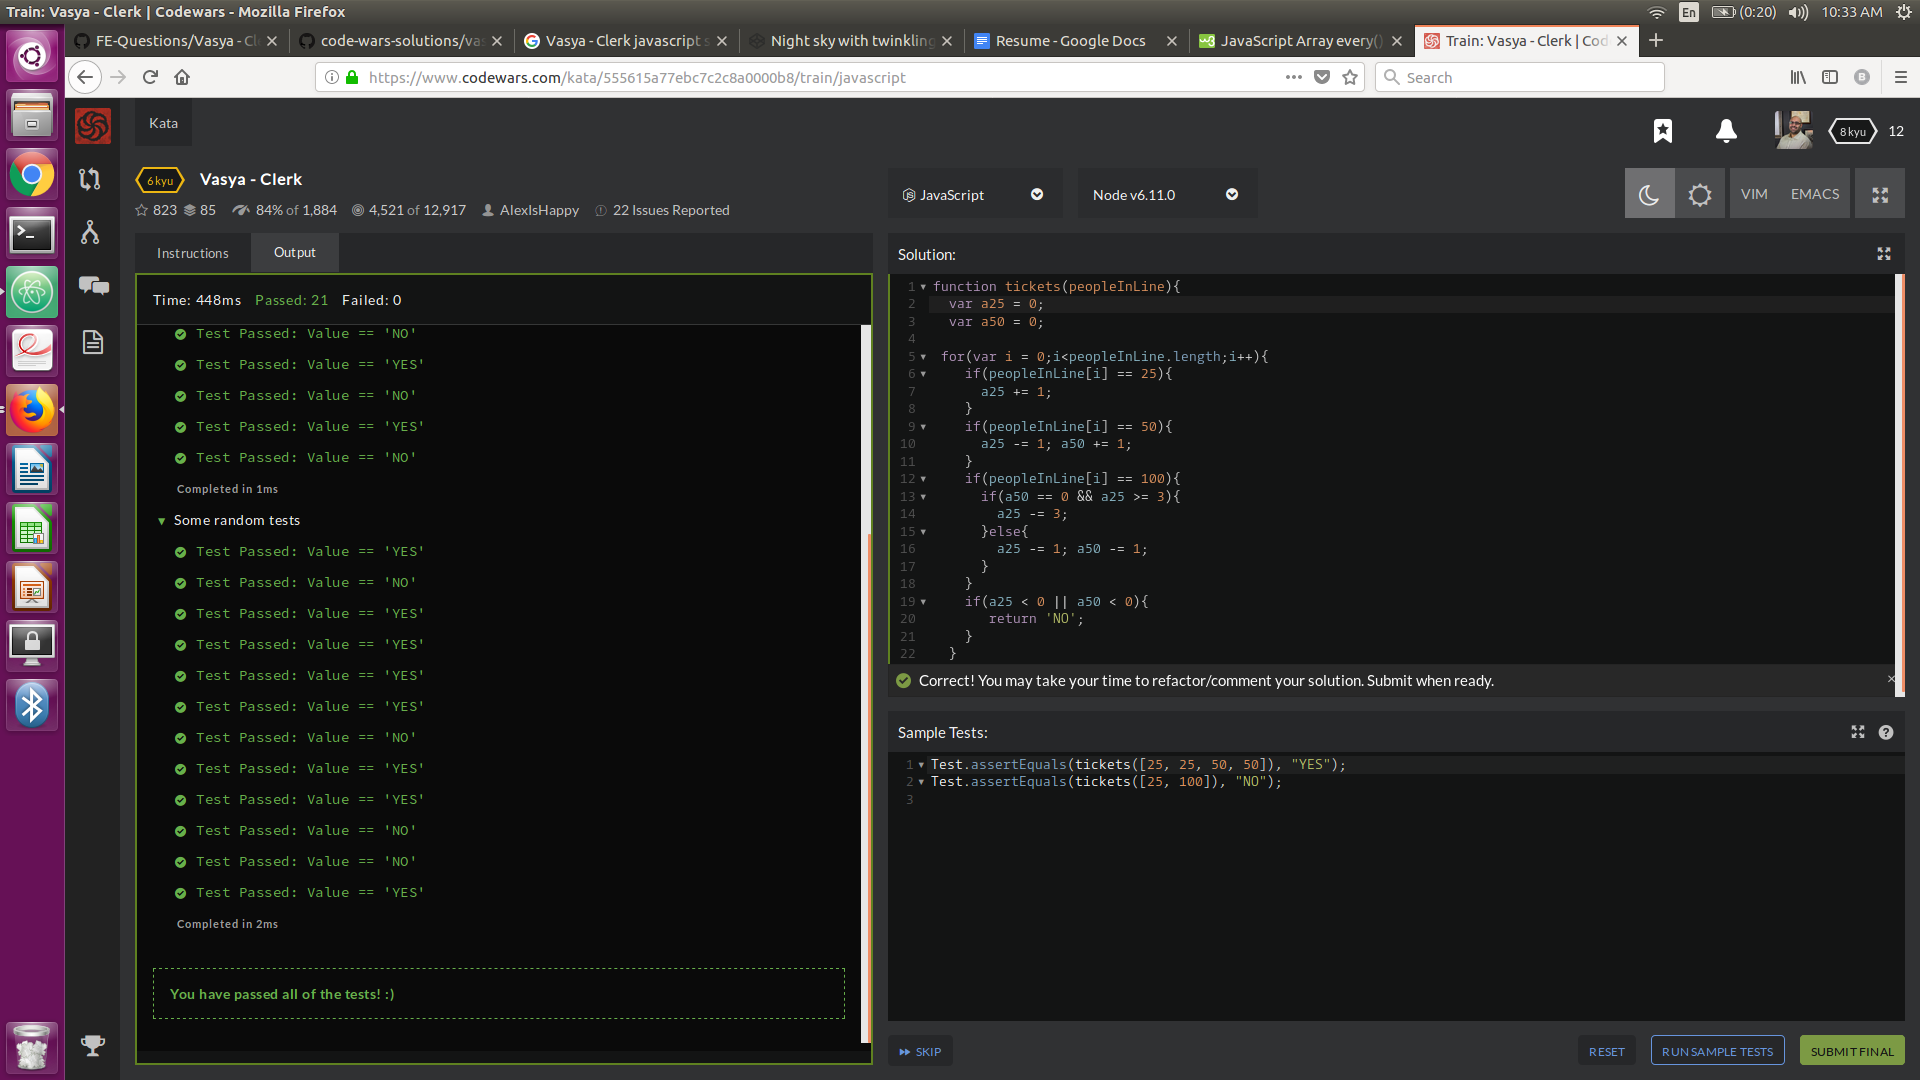 Train: Vasya - Clerk | Codewars - Mozilla Firefox
En (0:20) 10:33 AM
FE-Questions/Vasya - Cl
code-wars-solutions/vas
Vasya - Clerk javascript s
Night sky with twinkling
Resume - Google Docs
JavaScript Array every()
Train: Vasya - Clerk | Cod
https://www.codewars.com/kata/555615a77ebc7c2c8a0000b8/train/javascript
Search
Kata
8 kyu 12
6 kyu Vasya - Clerk
823 85 84% of 1,884 4,521 of 12,917 AlexIsHappy 22 Issues Reported
JavaScript
Node v6.11.0
VIM EMACS
Instructions Output
Time: 448ms Passed: 21 Failed: 0
Test Passed: Value == 'NO'
Test Passed: Value == 'YES'
Test Passed: Value == 'NO'
Test Passed: Value == 'YES'
Test Passed: Value == 'NO'
Completed in 1ms
Some random tests
Test Passed: Value == 'YES'
Test Passed: Value == 'NO'
Test Passed: Value == 'YES'
Test Passed: Value == 'YES'
Test Passed: Value == 'YES'
Test Passed: Value == 'YES'
Test Passed: Value == 'NO'
Test Passed: Value == 'YES'
Test Passed: Value == 'YES'
Test Passed: Value == 'NO'
Test Passed: Value == 'NO'
Test Passed: Value == 'YES'
Completed in 2ms
You have passed all of the tests! :)
Solution:
1 function tickets(peopleInLine){
2 var a25 = 0;
3 var a50 = 0;
4
5 for(var i = 0;i<peopleInLine.length;i++){
6 if(peopleInLine[i] == 25){
7 a25 += 1;
8 }
9 if(peopleInLine[i] == 50){
10 a25 -= 1; a50 += 1;
11 }
12 if(peopleInLine[i] == 100){
13 if(a50 == 0 && a25 >= 3){
14 a25 -= 3;
15 }else{
16 a25 -= 1; a50 -= 1;
17 }
18 }
19 if(a25 < 0 || a50 < 0){
20 return 'NO';
21 }
22 }
Correct! You may take your time to refactor/comment your solution. Submit when ready.
Sample Tests:
1 Test.assertEquals(tickets([25, 25, 50, 50]), "YES");
2 Test.assertEquals(tickets([25, 100]), "NO");
3
SKIP
RESET
RUN SAMPLE TESTS
SUBMIT FINAL